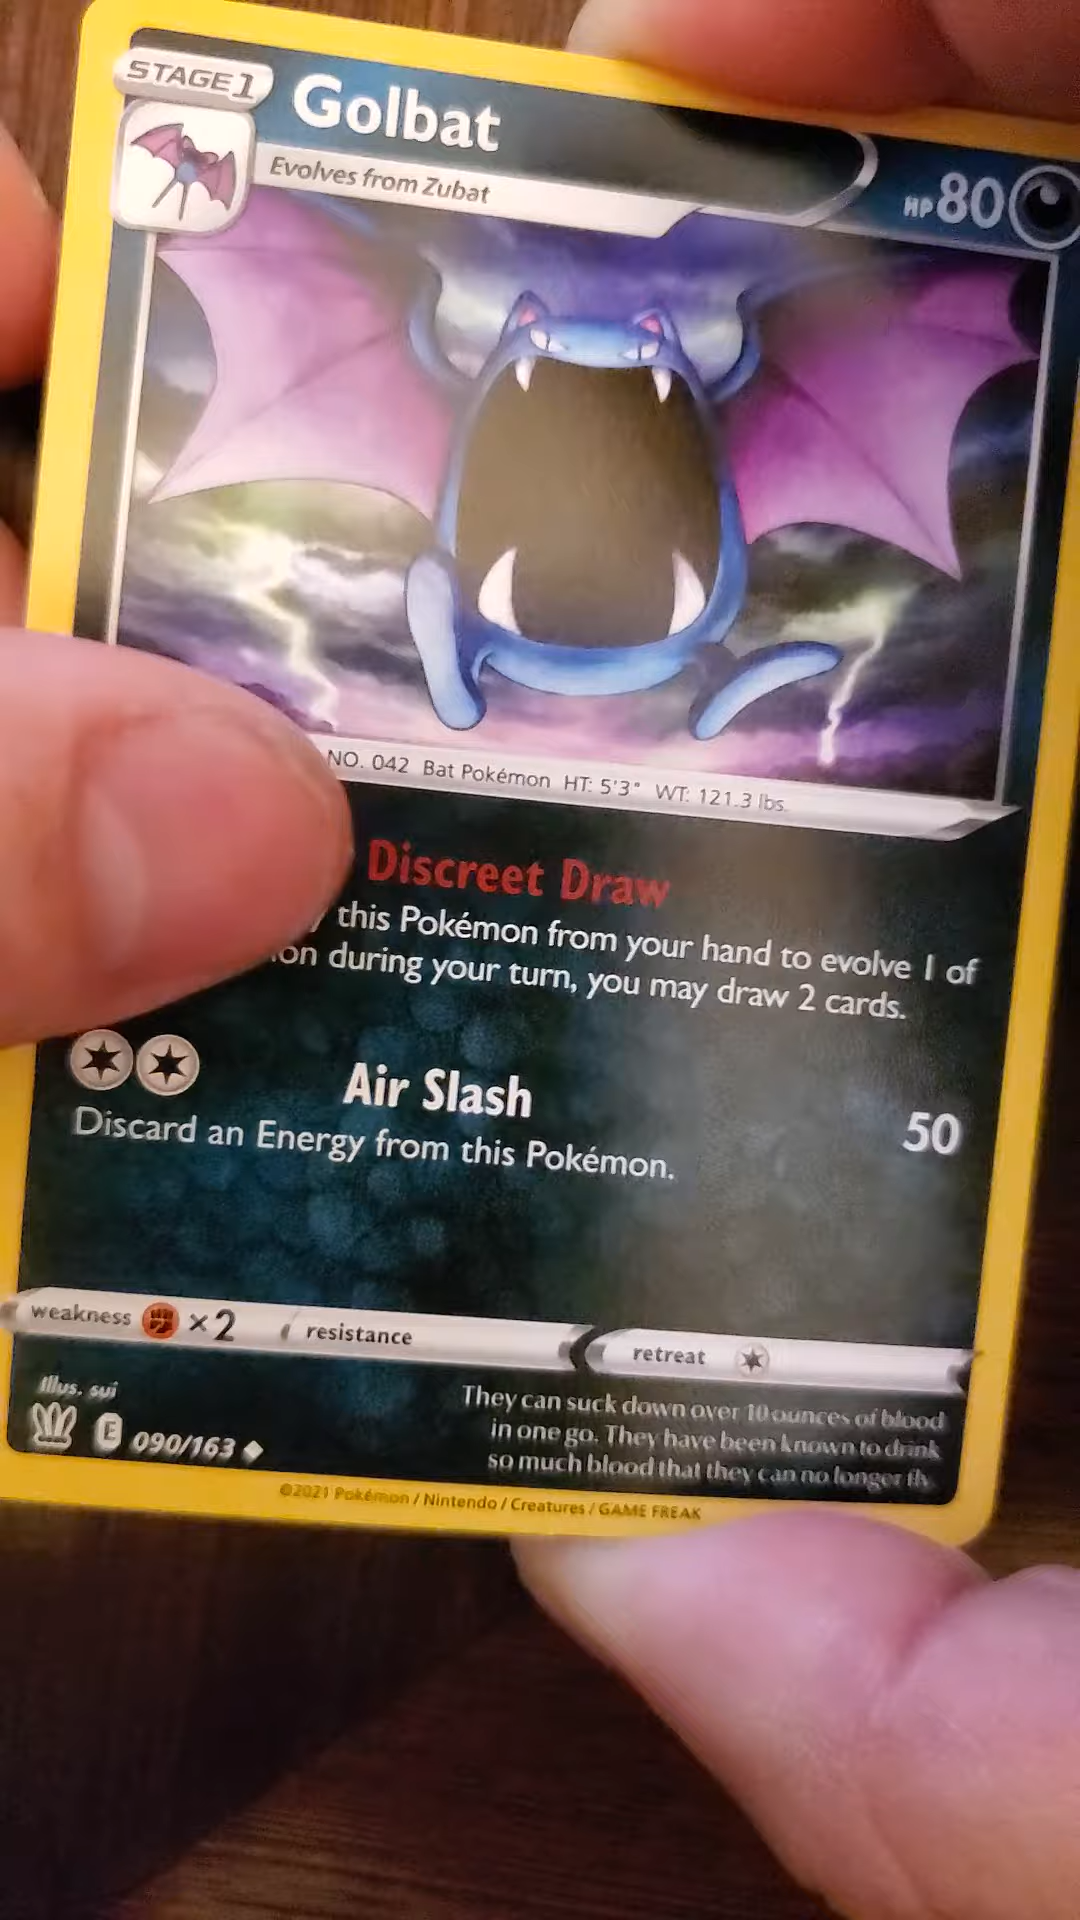 STAGE 1
Golbat
Evolves from Zubat
HP 80
NO. 042 Bat Pokémon HT: 5'3" WT: 121.3 lbs.
Discreet Draw
this Pokémon from your hand to evolve 1 of
during your turn, you may draw 2 cards.
Air Slash
50
Discard an Energy from this Pokémon.
weakness ×2 resistance retreat
Illus. sui
E 090/163
They can suck down over 10 ounces of blood
in one go. They have been known to drink
so much blood that they can no longer fly.
©2021 Pokémon / Nintendo / Creatures / GAME FREAK